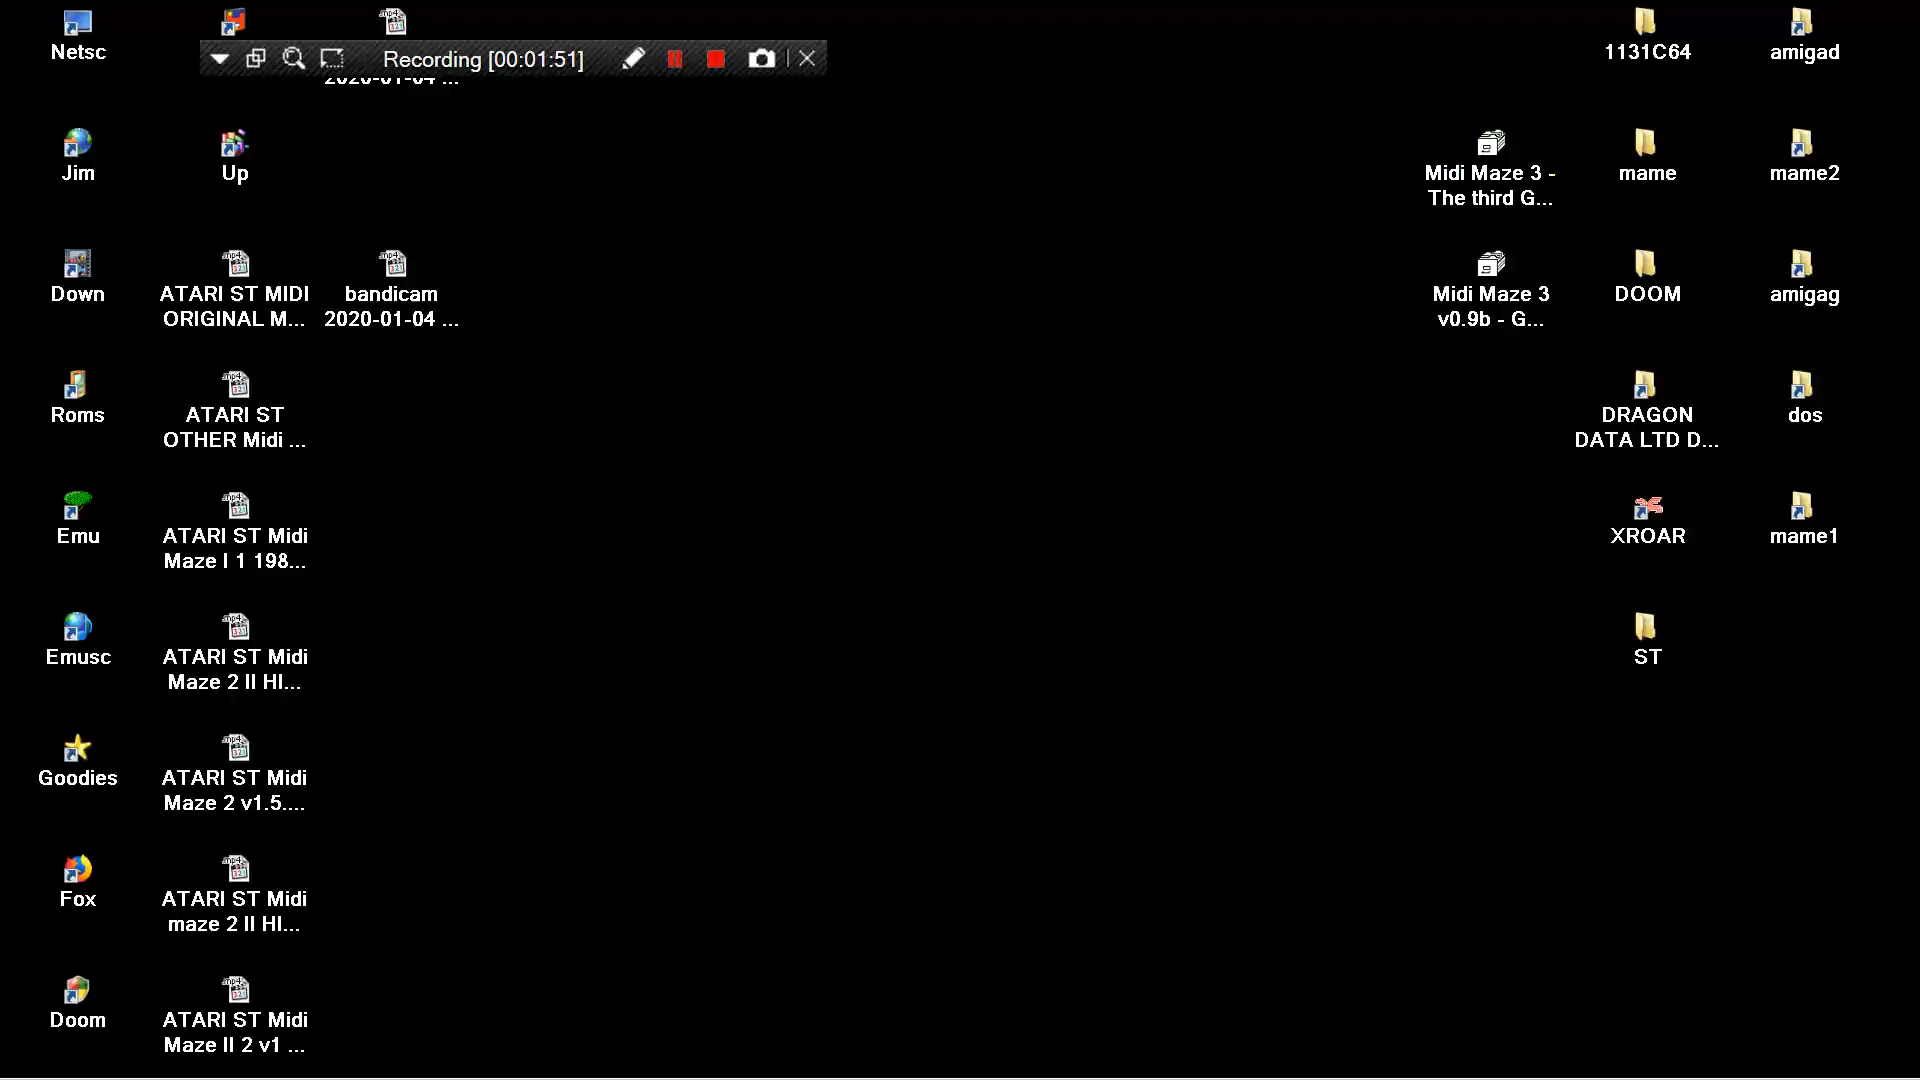 Netsc
Recording [00:01:51]
2020-01-04 ...
1131C64
amigad
Jim
Up
Midi Maze 3 -
The third G...
mame
mame2
Down
ATARI ST MIDI
ORIGINAL M...
bandicam
2020-01-04 ...
Midi Maze 3
v0.9b - G...
DOOM
amigag
Roms
ATARI ST
OTHER Midi ...
DRAGON
DATA LTD D...
dos
Emu
ATARI ST Midi
Maze I 1 198...
XROAR
mame1
Emusc
ATARI ST Midi
Maze 2 II HI...
ST
Goodies
ATARI ST Midi
Maze 2 v1.5....
Fox
ATARI ST Midi
maze 2 II HI...
Doom
ATARI ST Midi
Maze II 2 v1 ...